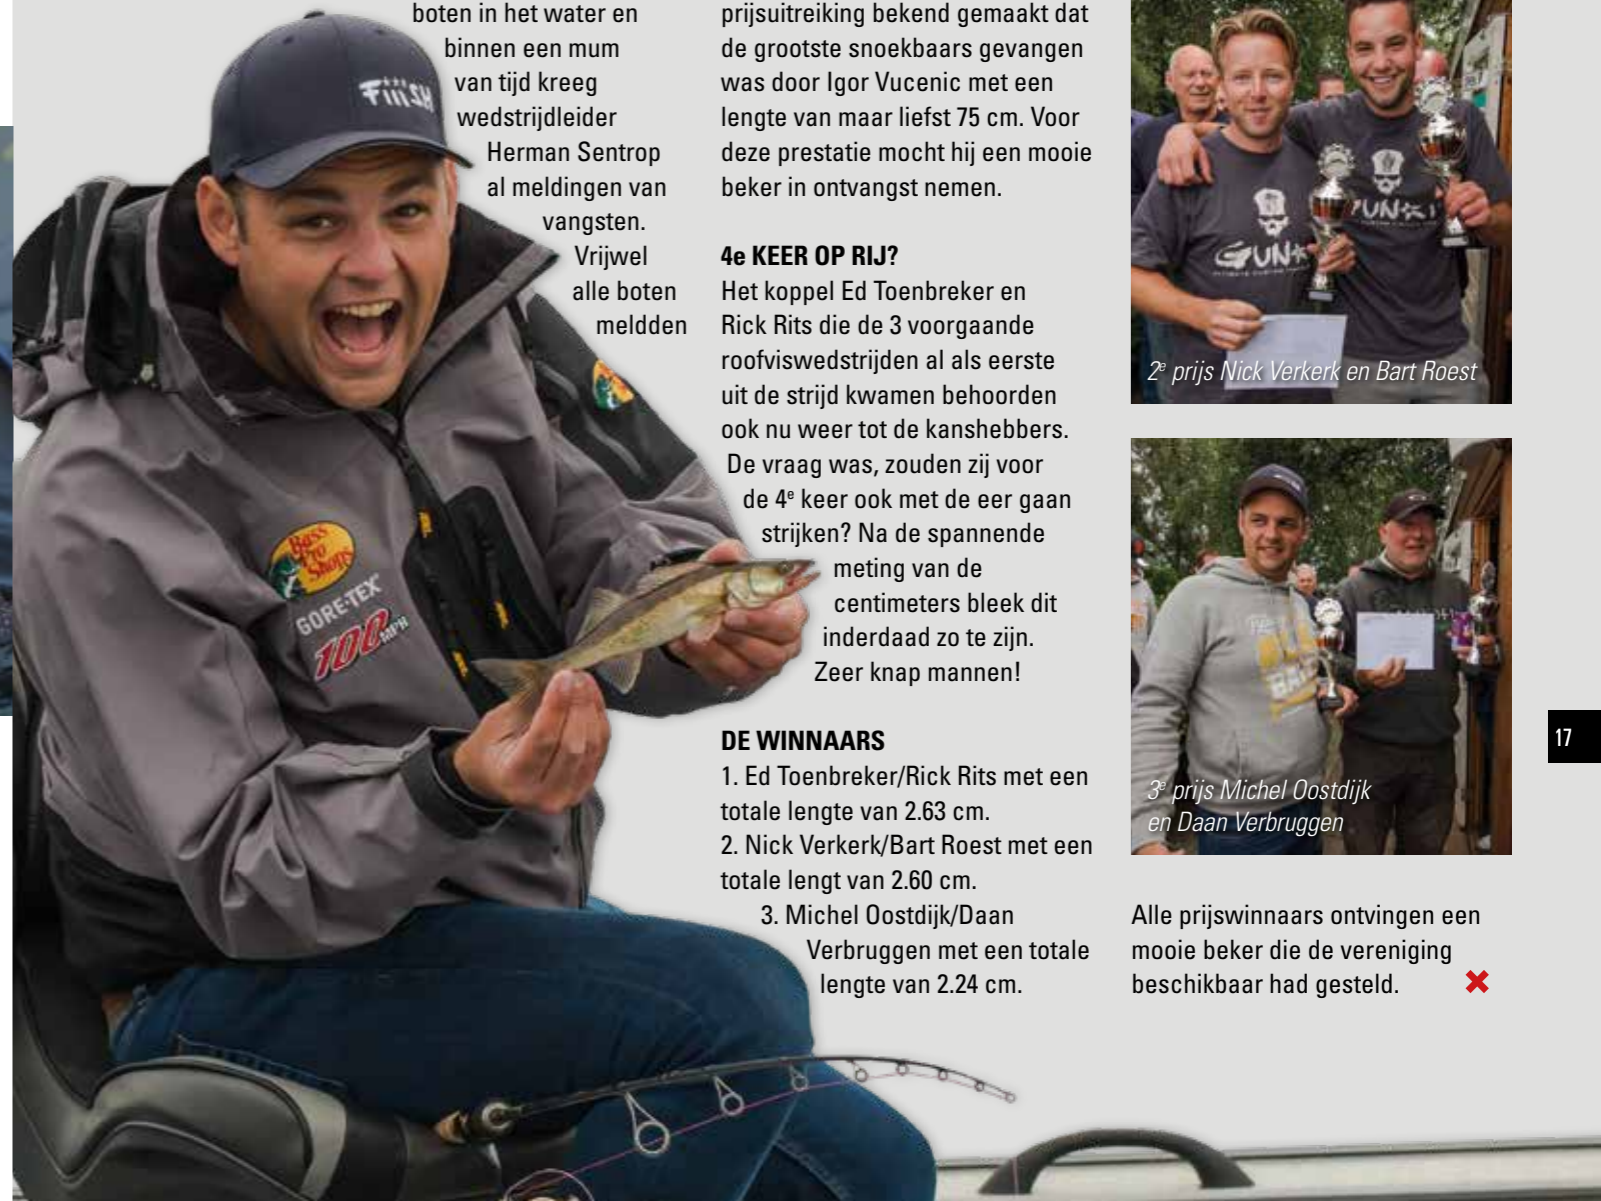 boten in het water en
binnen een mum
van tijd kreeg
wedstrijdleider
Herman Sentrop
al meldingen van
vangsten.
Vrijwel
alle boten
meldden
prijsuitreiking bekend gemaakt dat
de grootste snoekbaars gevangen
was door Igor Vucenic met een
lengte van maar liefst 75 cm. Voor
deze prestatie mocht hij een mooie
beker in ontvangst nemen.
4e KEER OP RIJ?
Het koppel Ed Toenbreker en
Rick Rits die de 3 voorgaande
roofviswedstrijden al als eerste
uit de strijd kwamen behoorden
ook nu weer tot de kanshebbers.
De vraag was, zouden zij voor
de 4e keer ook met de eer gaan
strijken? Na de spannende
meting van de
centimeters bleek dit
inderdaad zo te zijn.
Zeer knap mannen!
DE WINNAARS
1. Ed Toenbreker/Rick Rits met een
totale lengte van 2.63 cm.
2. Nick Verkerk/Bart Roest met een
totale lengt van 2.60 cm.
3. Michel Oostdijk/Daan
Verbruggen met een totale
lengte van 2.24 cm.
2e prijs Nick Verkerk en Bart Roest
3e prijs Michel Oostdijk
en Daan Verbruggen
Alle prijswinnaars ontvingen een
mooie beker die de vereniging
beschikbaar had gesteld.
17
Fiiish
Bass
Pro
Shops
GORE-TEX
100 MPH